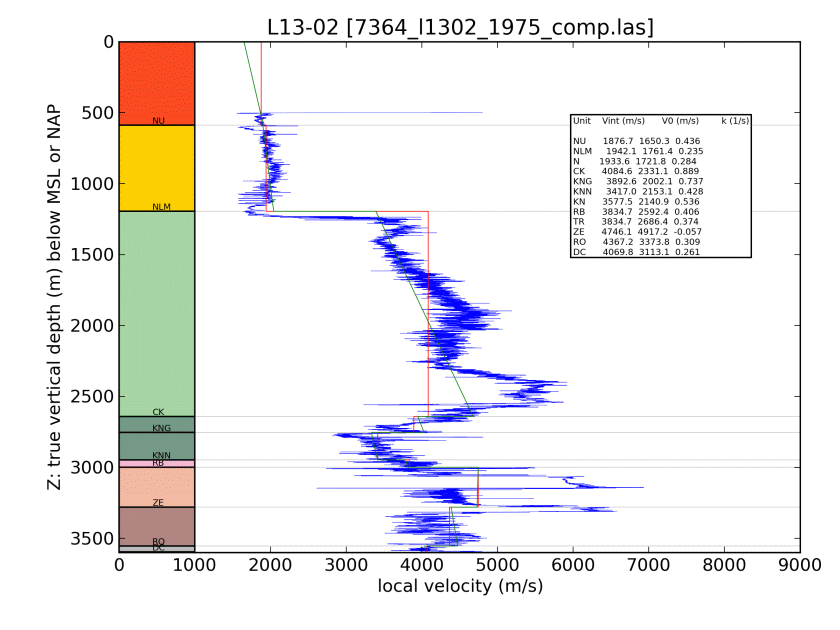 L13-02 [7364_l1302_1975_comp.las]
Z: true vertical depth (m) below MSL or NAP
0
500
1000
1500
2000
2500
3000
3500
NU
NLM
CK
KNG
KNN
RB
ZE
RO
DC
Unit Vint (m/s) V0 (m/s) k (1/s)
NU 1876.7 1650.3 0.436
NLM 1942.1 1761.4 0.235
N 1933.6 1721.8 0.284
CK 4084.6 2331.1 0.889
KNG 3892.6 2002.1 0.737
KNN 3417.0 2153.1 0.428
KN 3577.5 2140.9 0.536
RB 3834.7 2592.4 0.406
TR 3834.7 2686.4 0.374
ZE 4746.1 4917.2 -0.057
RO 4367.2 3373.8 0.309
DC 4069.8 3113.1 0.261
0 1000 2000 3000 4000 5000 6000 7000 8000 9000
local velocity (m/s)